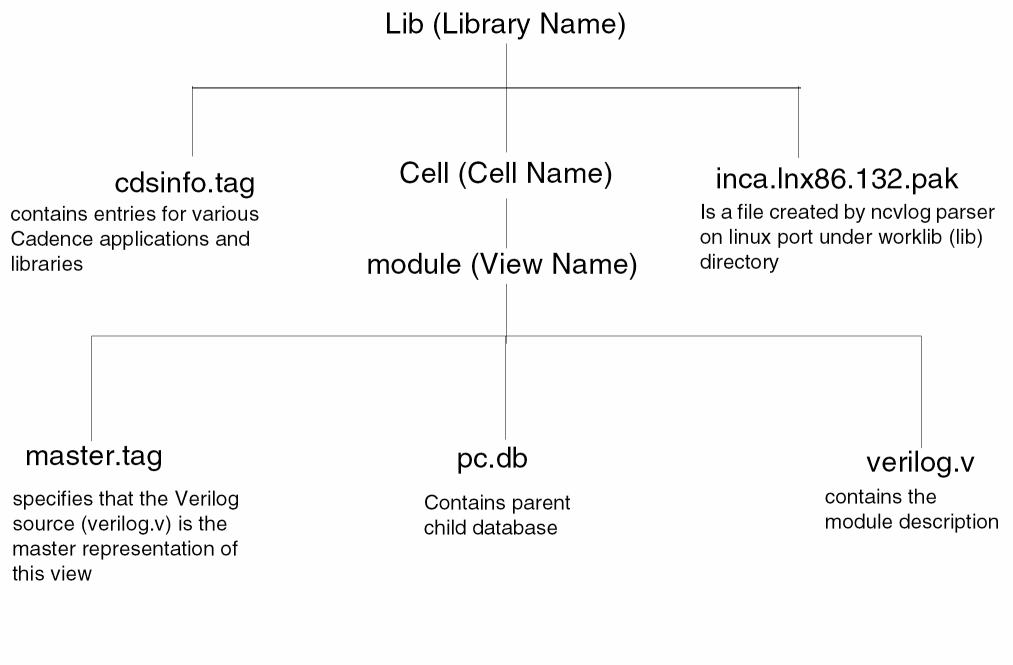 Lib (Library Name)
cdsinfo.tag
contains entries for various
Cadence applications and
libraries
Cell (Cell Name)
inca.lnx86.132.pak
Is a file created by ncvlog parser
on linux port under worklib (lib)
directory
module (View Name)
master.tag
specifies that the Verilog
source (verilog.v) is the
master representation of
this view
pc.db
Contains parent
child database
verilog.v
contains the
module description